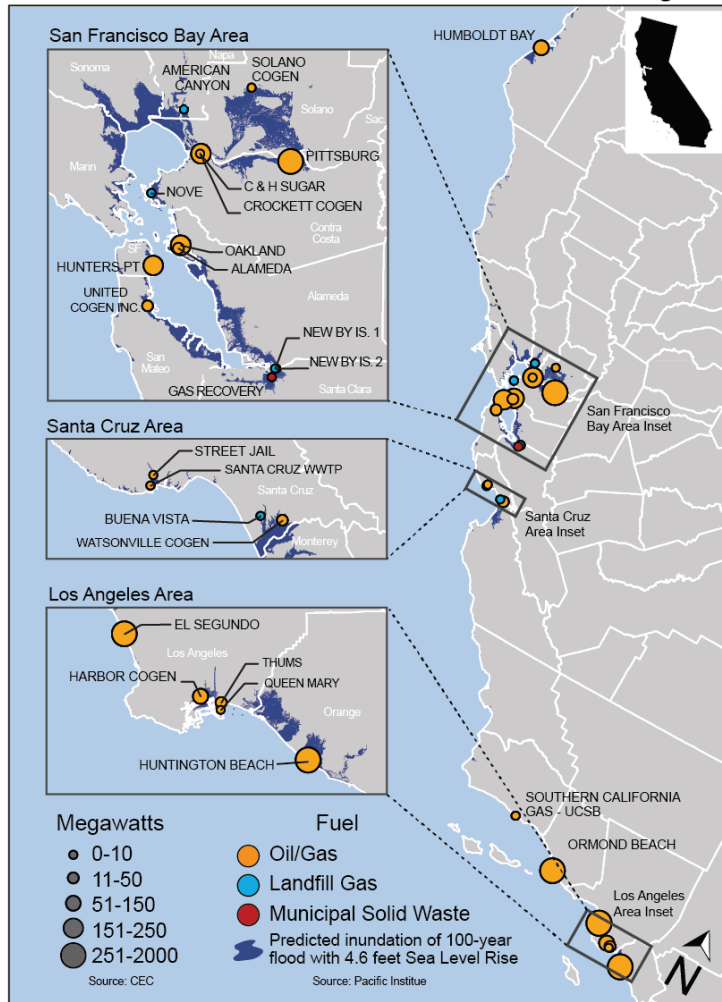 San Francisco Bay Area
Napa
Sonoma
AMERICAN
CANYON
SOLANO
COGEN
Solano
Sac.
Marin
PITTSBURG
NOVE
C & H SUGAR
CROCKETT COGEN
Contra
Costa
SF
OAKLAND
ALAMEDA
HUNTERS PT
UNITED
COGEN INC.
Alameda
San
Mateo
NEW BY IS. 1
NEW BY IS. 2
GAS RECOVERY
Santa Clara
HUMBOLDT BAY
San Francisco
Bay Area Inset
Santa Cruz Area
STREET JAIL
SANTA CRUZ WWTP
Santa Cruz
BUENA VISTA
WATSONVILLE COGEN
Monterey
Santa Cruz
Area Inset
Los Angeles Area
EL SEGUNDO
Los Angeles
HARBOR COGEN
THUMS
QUEEN MARY
Orange
HUNTINGTON BEACH
SOUTHERN CALIFORNIA
GAS - UCSB
ORMOND BEACH
Los Angeles
Area Inset
Megawatts
0-10
11-50
51-150
151-250
251-2000
Source: CEC
Fuel
Oil/Gas
Landfill Gas
Municipal Solid Waste
Predicted inundation of 100-year
flood with 4.6 feet Sea Level Rise
Source: Pacific Institue
N